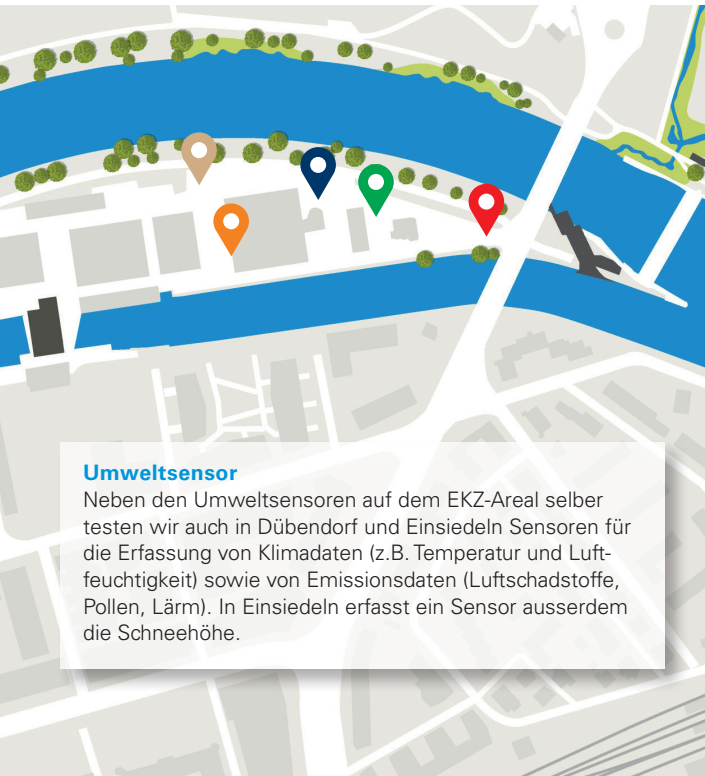 Umweltsensor
Neben den Umweltsensoren auf dem EKZ-Areal selber
testen wir auch in Dübendorf und Einsiedeln Sensoren für
die Erfassung von Klimadaten (z.B. Temperatur und Luft-
feuchtigkeit) sowie von Emissionsdaten (Luftschadstoffe,
Pollen, Lärm). In Einsiedeln erfasst ein Sensor ausserdem
die Schneehöhe.